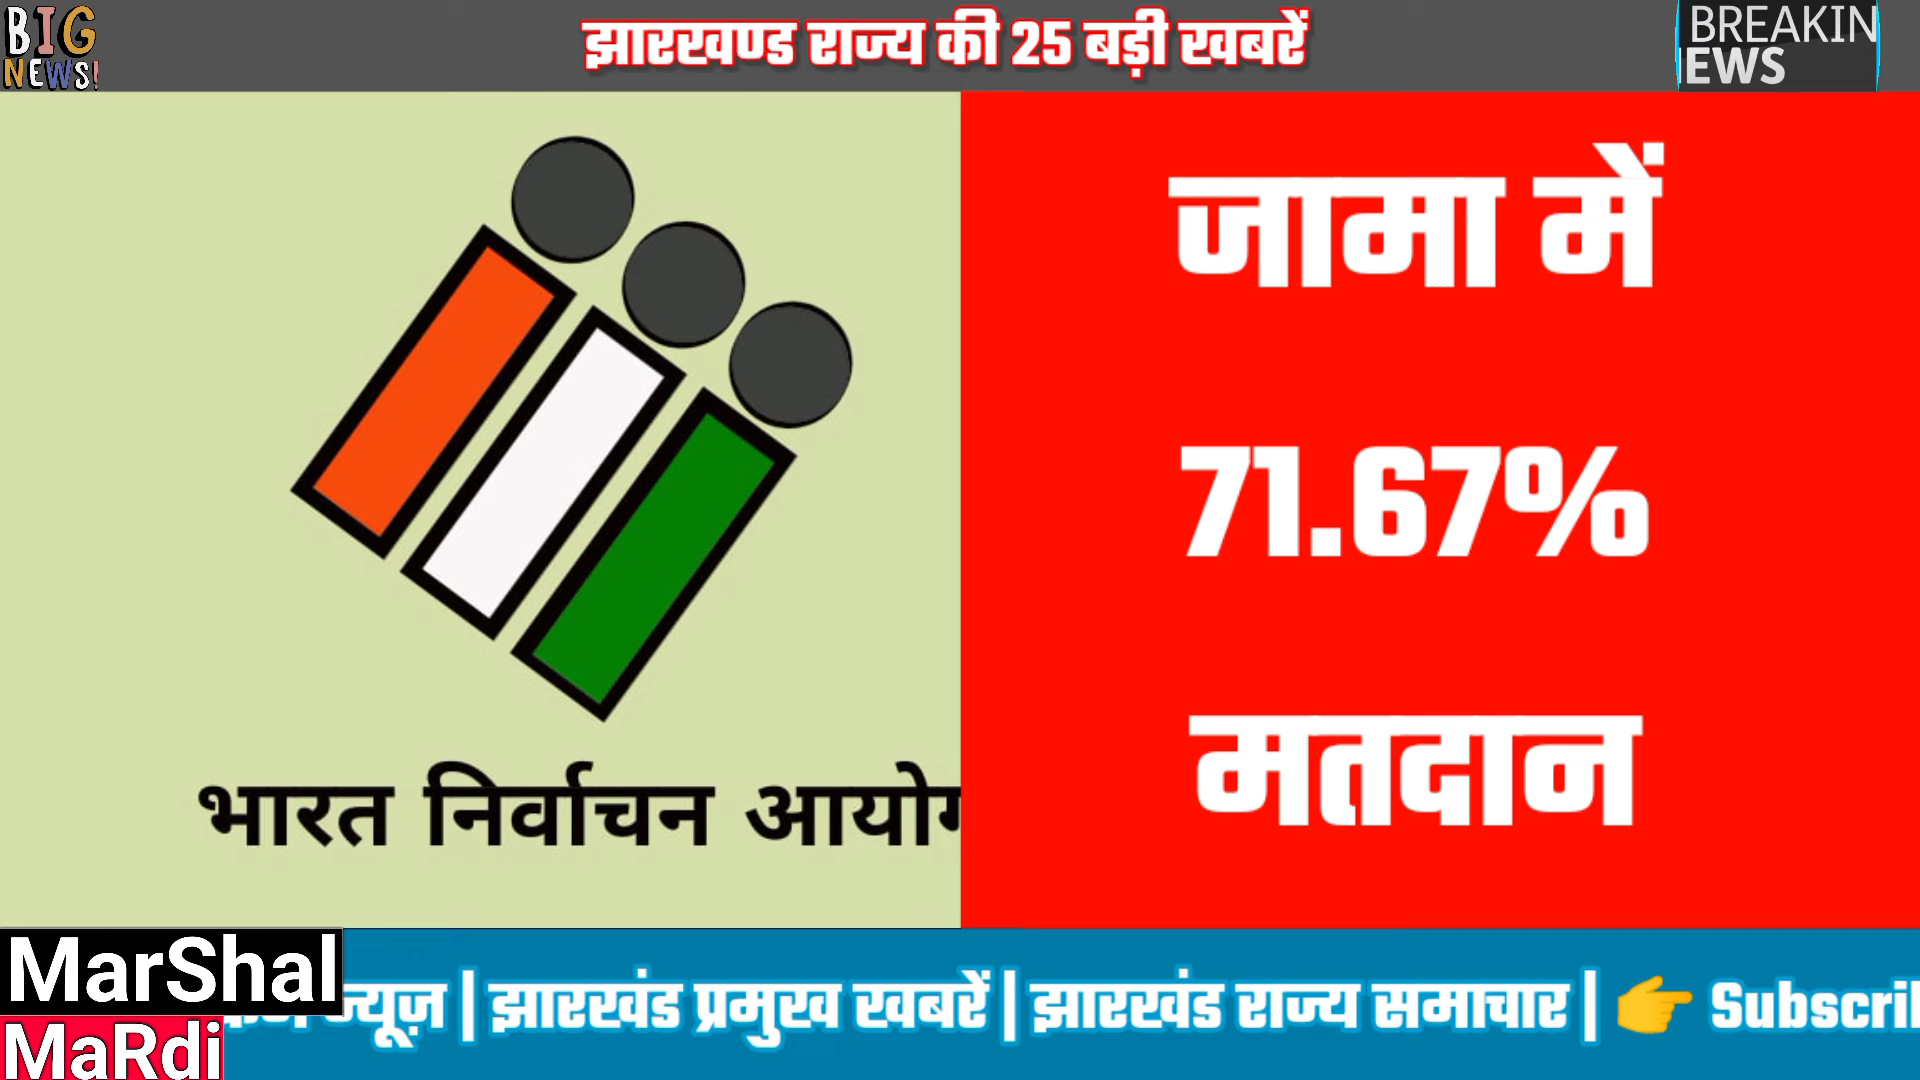 BIG
NEWS!
झारखण्ड राज्य की 25 बड़ी खबरें
BREAKIN
EWS
जामा में
71.67%
मतदान
भारत निर्वाचन आयोग
MarShal
MaRdi
न्यूज़ | झारखंड प्रमुख खबरें | झारखंड राज्य समाचार | 👉 Subscri